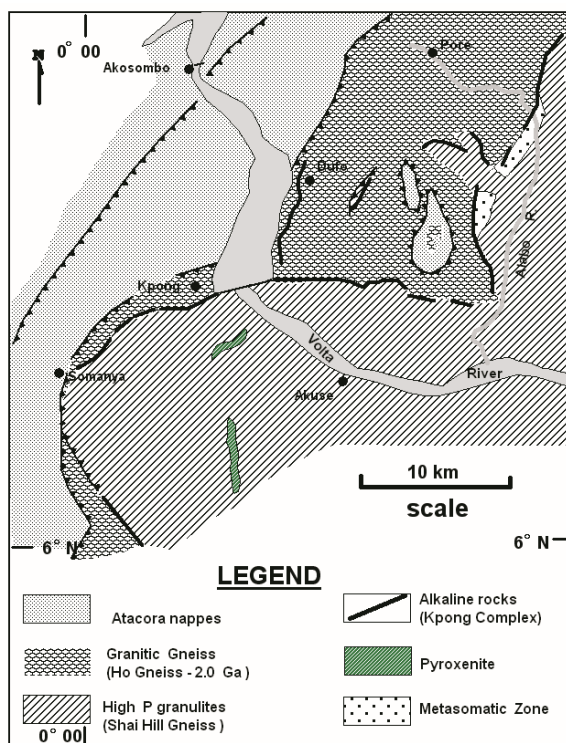 0° 00
N
Akosombo
Pore
Dufo
Kpong
Alabo R.
Volta
River
Somanya
Akuse
10 km
scale
6° N
6° N
LEGEND
Atacora nappes
Alkaline rocks
(Kpong Complex)
Granitic Gneiss
(Ho Gneiss - 2.0 Ga)
Pyroxenite
High P granulites
(Shai Hill Gneiss)
Metasomatic Zone
0° 00